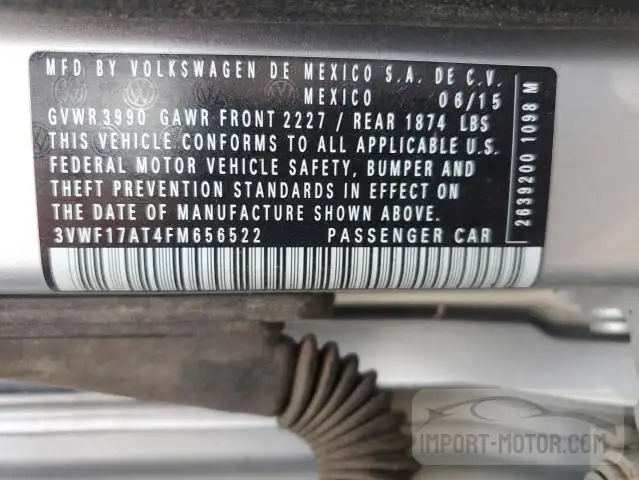 MFD BY VOLKSWAGEN DE MEXICO S.A. DE C.V.
MEXICO 06/15
GVWR 3990 GAWR FRONT 2227 / REAR 1874 LBS
THIS VEHICLE CONFORMS TO ALL APPLICABLE U.S.
FEDERAL MOTOR VEHICLE SAFETY, BUMPER AND
THEFT PREVENTION STANDARDS IN EFFECT ON
THE DATE OF MANUFACTURE SHOWN ABOVE.
3VWF17AT4FM656522 PASSENGER CAR
2639200 1098 M
IMPORT-MOTOR.COM